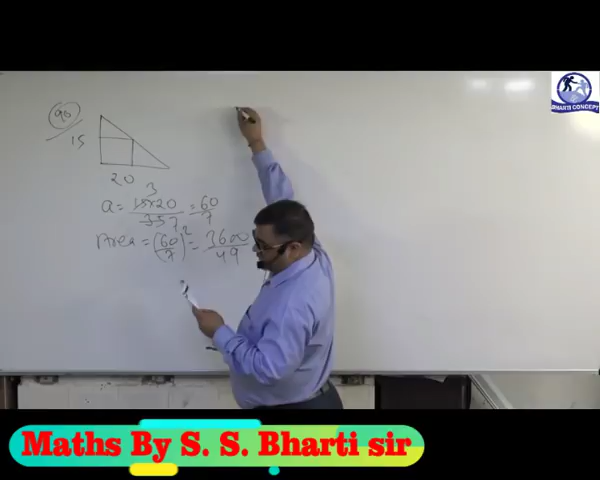 BHARTI CONCEPT
90
15
20
3
a = 15×20 / 35 7 = 60/7
Area = (60/7)² = 3600/49
Maths By S. S. Bharti sir